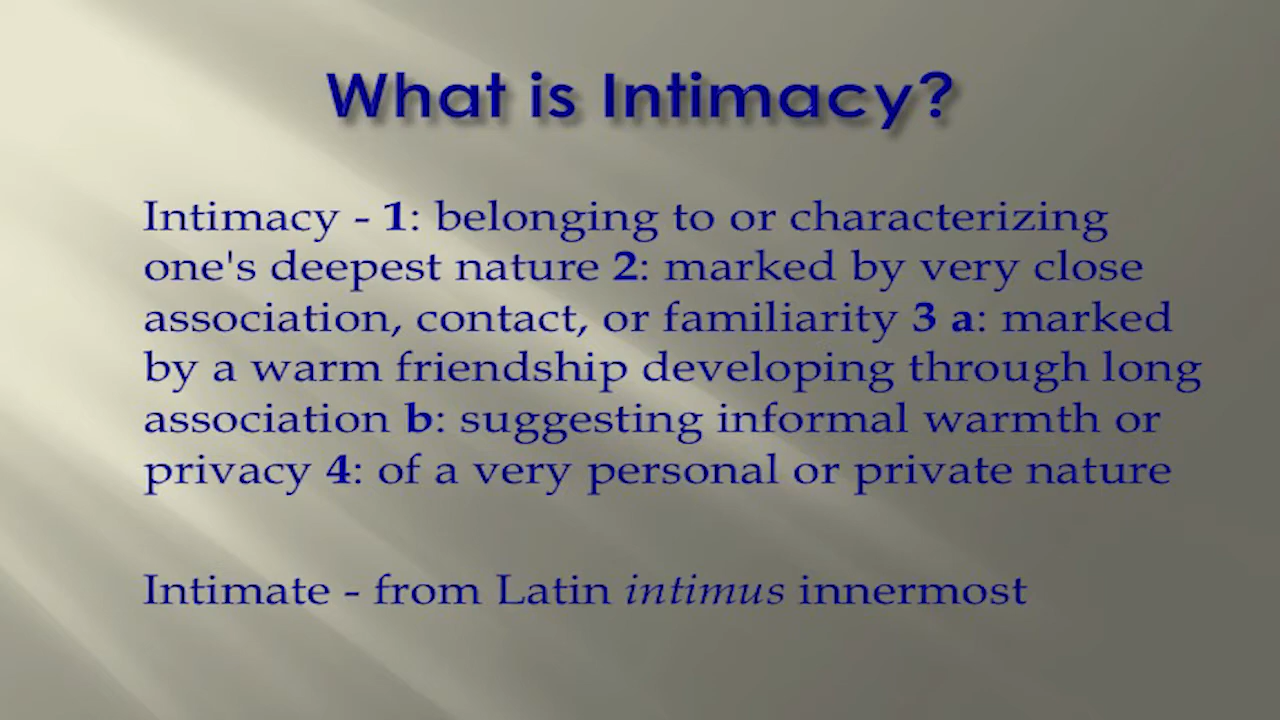 What is Intimacy?
Intimacy - 1: belonging to or characterizing
one's deepest nature 2: marked by very close
association, contact, or familiarity 3 a: marked
by a warm friendship developing through long
association b: suggesting informal warmth or
privacy 4: of a very personal or private nature
Intimate - from Latin intimus innermost